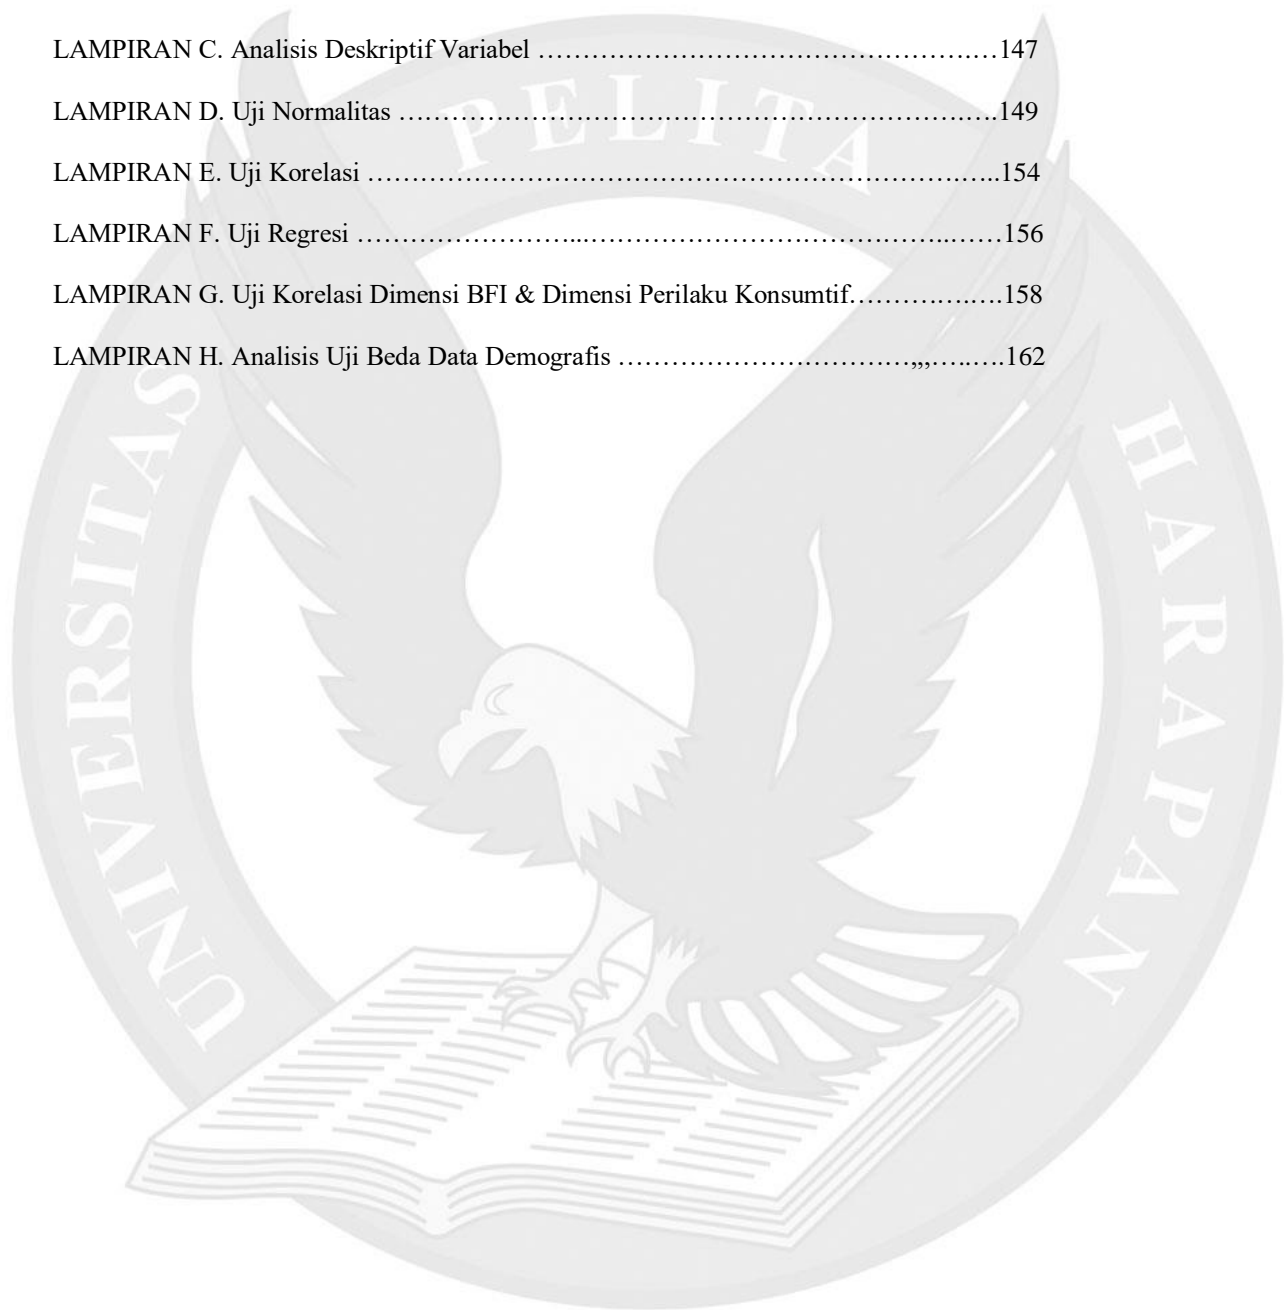 LAMPIRAN C. Analisis Deskriptif Variabel ……………………………………………147
LAMPIRAN D. Uji Normalitas ………………………………………………………….149
LAMPIRAN E. Uji Korelasi ……………………………………………………………..154
LAMPIRAN F. Uji Regresi ……………………...………………………………..……156
LAMPIRAN G. Uji Korelasi Dimensi BFI & Dimensi Perilaku Konsumtif…………….….158
LAMPIRAN H. Analisis Uji Beda Data Demografis ……………………………,,,…..….162
UNIVERSITAS PELITA HARAPAN